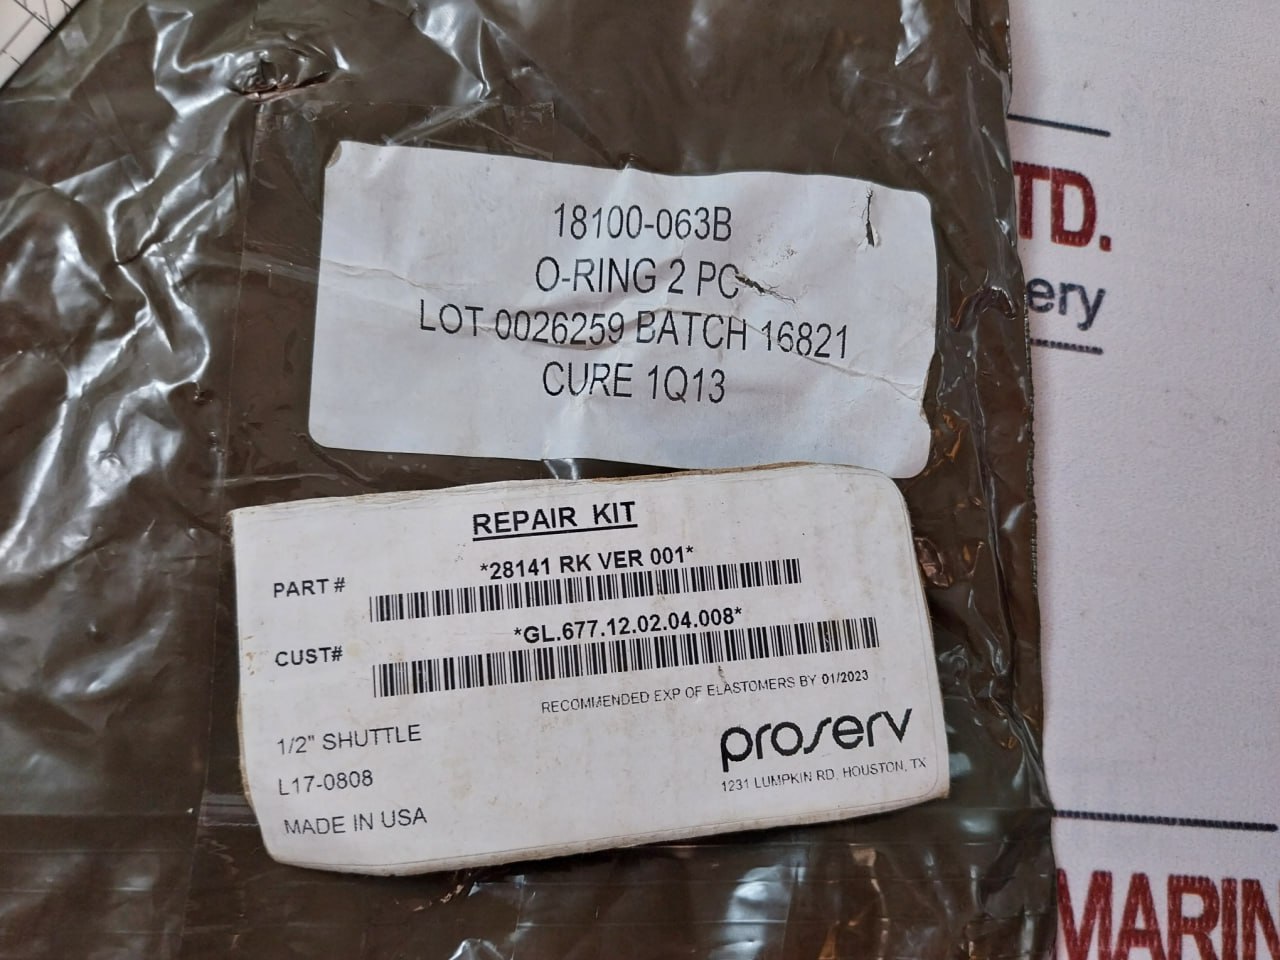 18100-063B
O-RING 2 PC
LOT 0026259 BATCH 16821
CURE 1Q13
REPAIR KIT
PART # *28141 RK VER 001*
CUST# *GL.677.12.02.04.008*
RECOMMENDED EXP OF ELASTOMERS BY 01/2023
1/2" SHUTTLE
L17-0808
MADE IN USA
proserv
1231 LUMPKIN RD, HOUSTON, TX
TD.
ery
MARIN